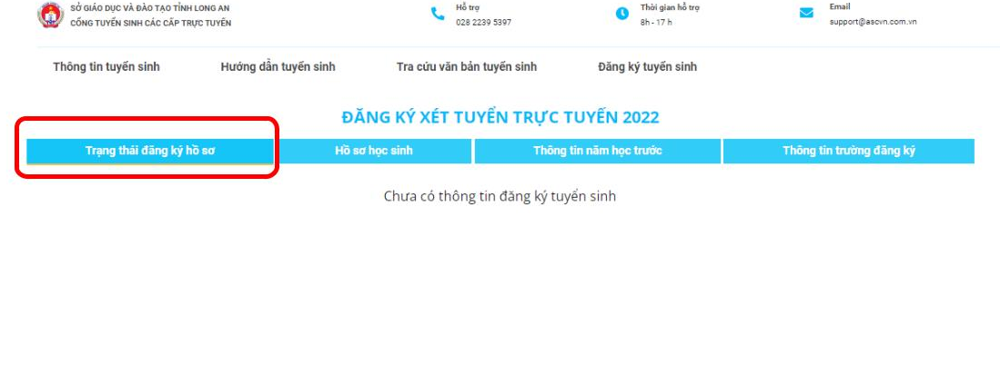 SỞ GIÁO DỤC VÀ ĐÀO TẠO TỈNH LONG AN
CỔNG TUYỂN SINH CÁC CẤP TRỰC TUYẾN
Hỗ trợ
028 2239 5397
Thời gian hỗ trợ
8h - 17 h
Email
support@ascvn.com.vn
Thông tin tuyển sinh
Hướng dẫn tuyển sinh
Tra cứu văn bản tuyển sinh
Đăng ký tuyển sinh
ĐĂNG KÝ XÉT TUYỂN TRỰC TUYẾN 2022
Trạng thái đăng ký hồ sơ
Hồ sơ học sinh
Thông tin năm học trước
Thông tin trường đăng ký
Chưa có thông tin đăng ký tuyển sinh